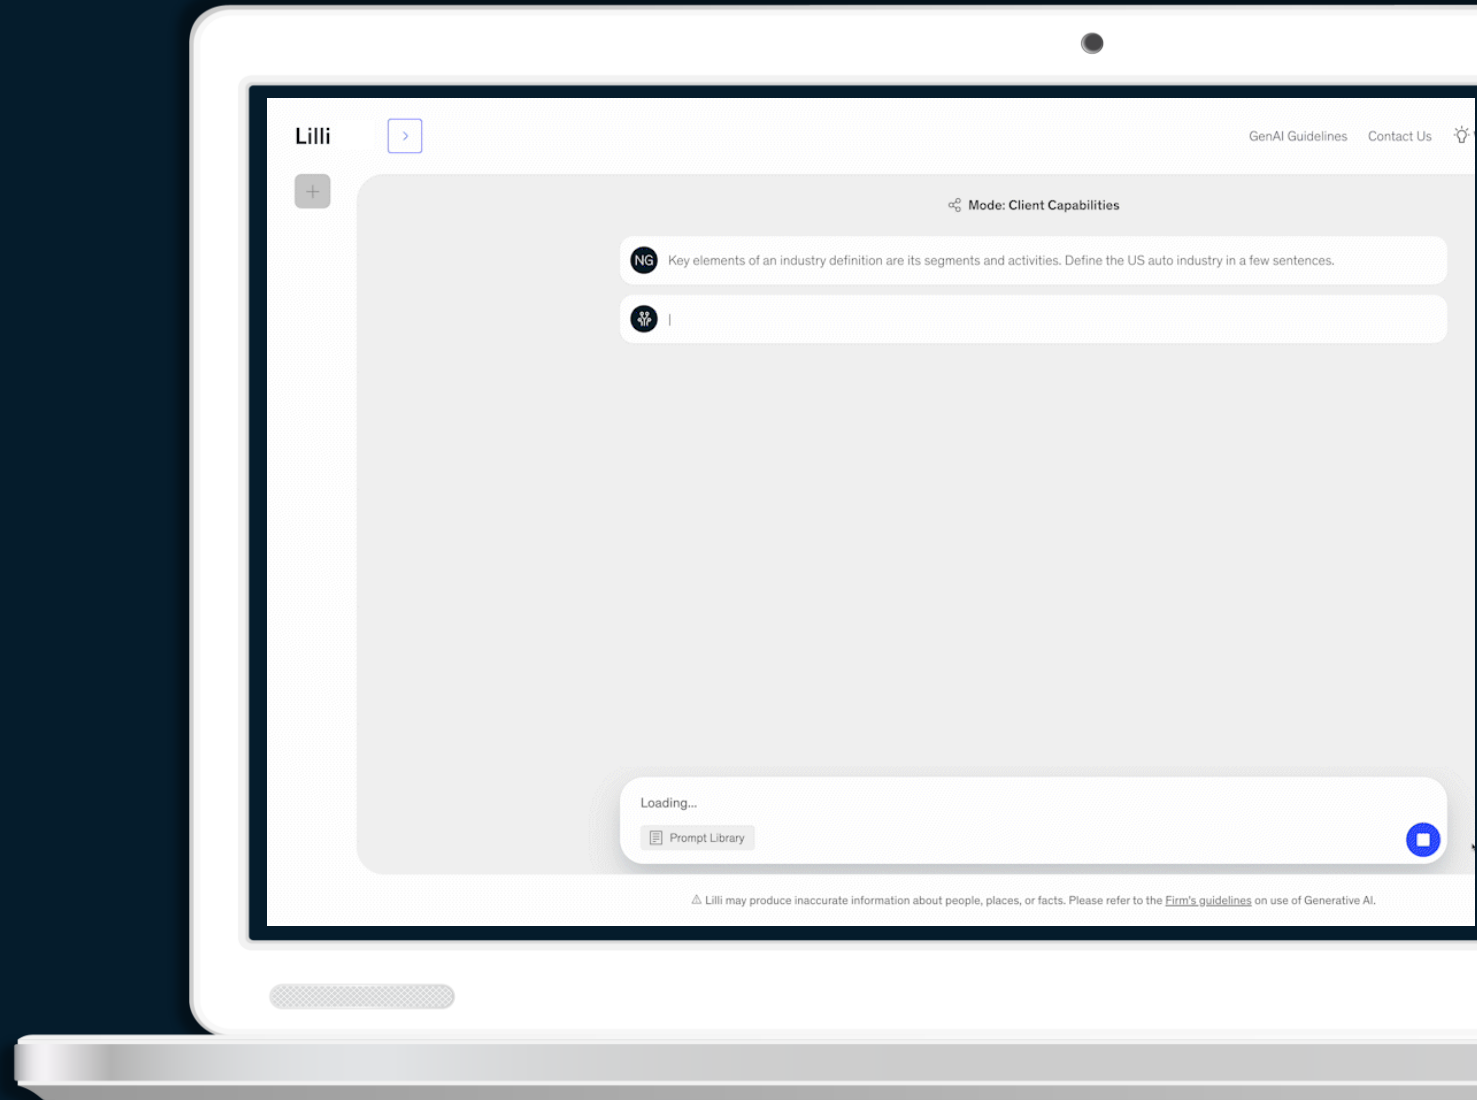 Lilli
GenAI Guidelines Contact Us
Mode: Client Capabilities
NG Key elements of an industry definition are its segments and activities. Define the US auto industry in a few sentences.
Loading...
Prompt Library
Lilli may produce inaccurate information about people, places, or facts. Please refer to the Firm's guidelines on use of Generative AI.